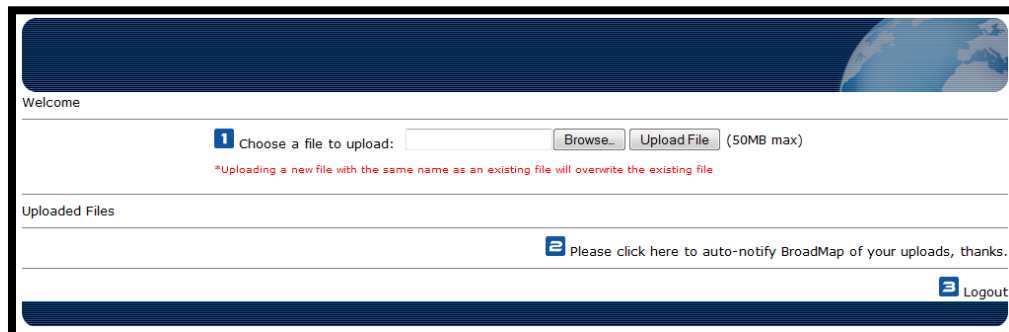 Welcome
1 Choose a file to upload: Browse... Upload File (50MB max)
*Uploading a new file with the same name as an existing file will overwrite the existing file
Uploaded Files
2 Please click here to auto-notify BroadMap of your uploads, thanks.
3 Logout